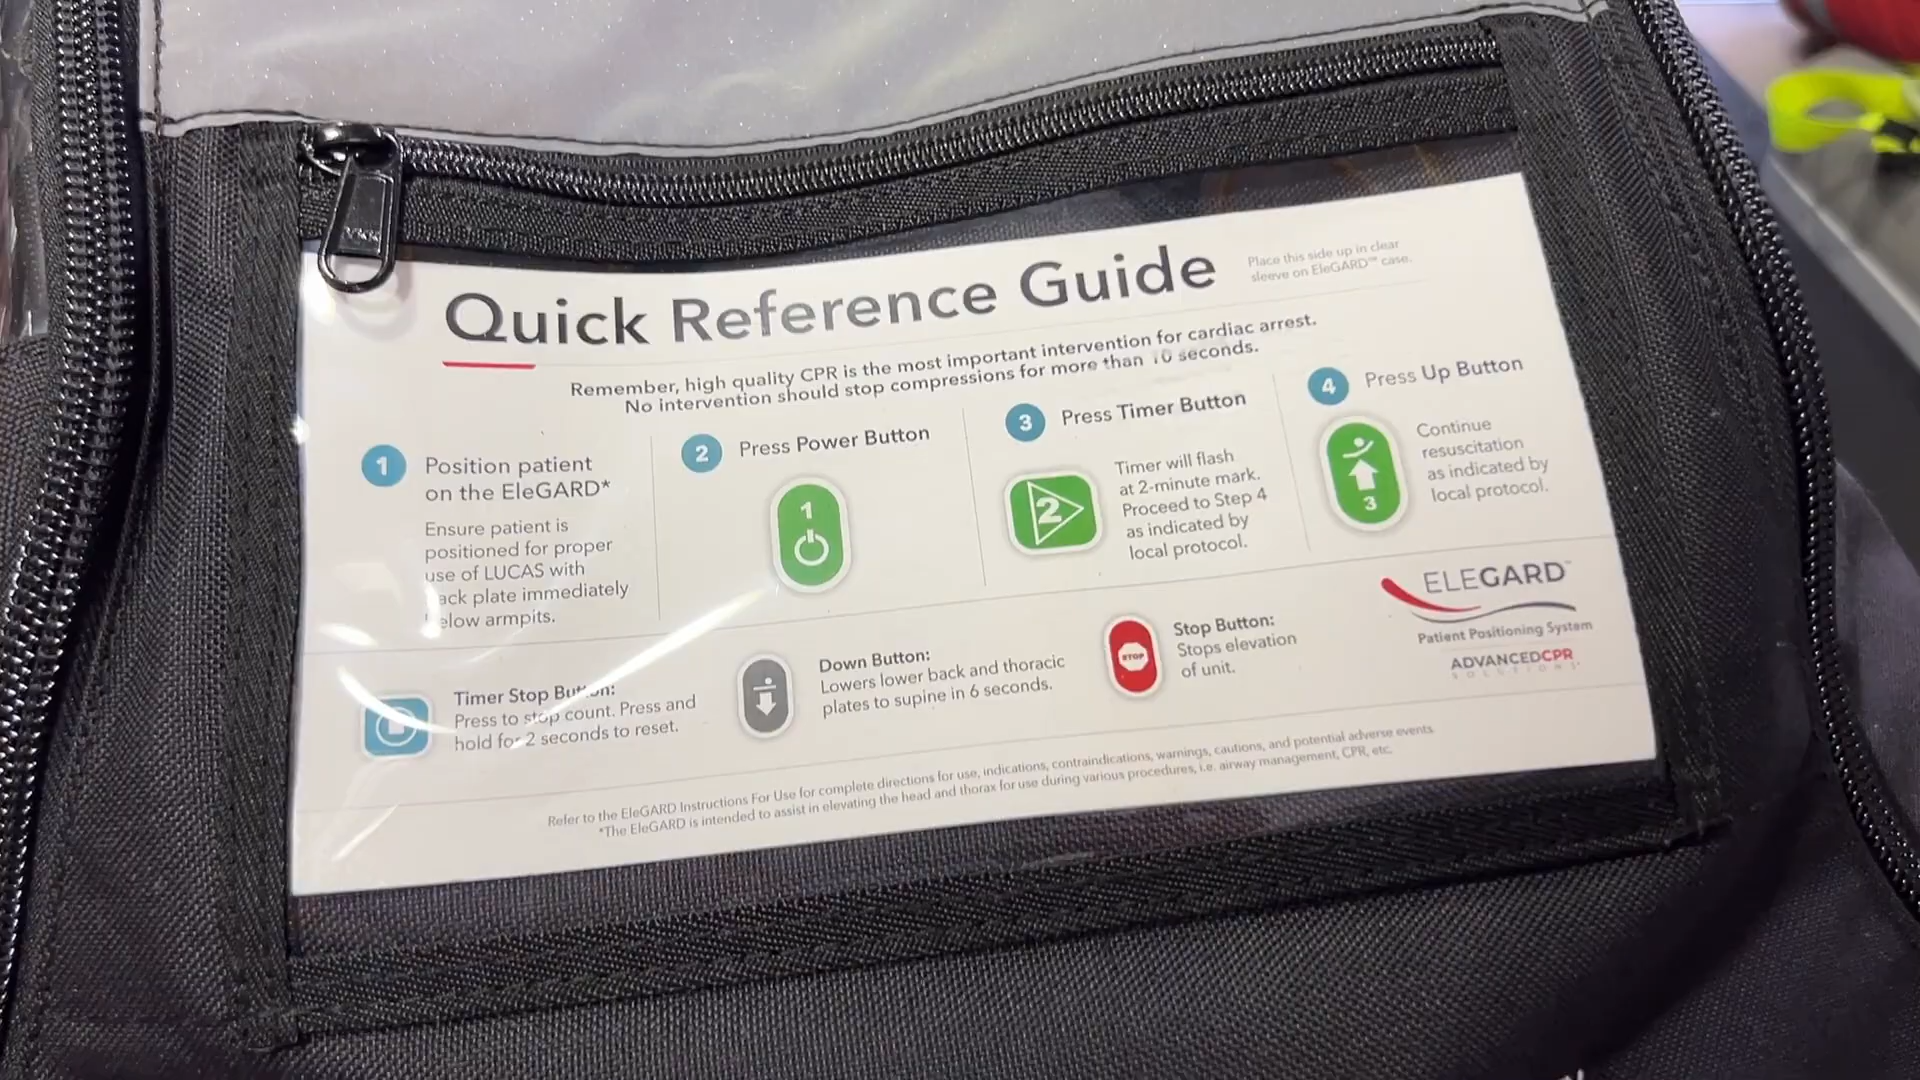 Quick Reference Guide
Place this side up in clear
sleeve on EleGARD™ case.
Remember, high quality CPR is the most important intervention for cardiac arrest.
No intervention should stop compressions for more than 10 seconds.
1 Position patient
on the EleGARD*
Ensure patient is
positioned for proper
use of LUCAS with
back plate immediately
below armpits.
2 Press Power Button
1
3 Press Timer Button
2
Timer will flash
at 2-minute mark.
Proceed to Step 4
as indicated by
local protocol.
4 Press Up Button
3
Continue
resuscitation
as indicated by
local protocol.
Timer Stop Button:
Press to stop count. Press and
hold for 2 seconds to reset.
Down Button:
Lowers lower back and thoracic
plates to supine in 6 seconds.
STOP
Stop Button:
Stops elevation
of unit.
ELEGARD™
Patient Positioning System
ADVANCEDCPR
SOLUTIONS
Refer to the EleGARD Instructions For Use for complete directions for use, indications, contraindications, warnings, cautions, and potential adverse events
*The EleGARD is intended to assist in elevating the head and thorax for use during various procedures, i.e. airway management, CPR, etc.